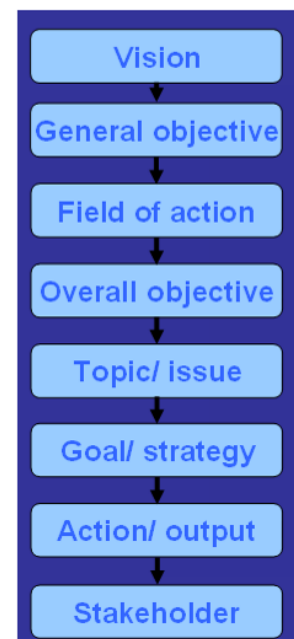 Vision
General objective
Field of action
Overall objective
Topic/ issue
Goal/ strategy
Action/ output
Stakeholder